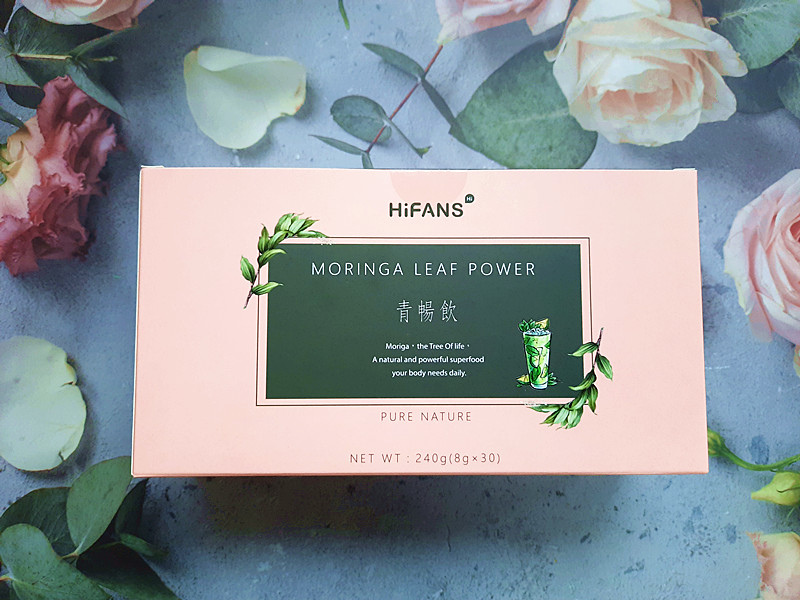 HiFANS Hi
MORINGA LEAF POWER
青暢飲
Moriga，the Tree Of life，
A natural and powerful superfood
your body needs daily.
PURE NATURE
NET WT : 240g(8g×30)